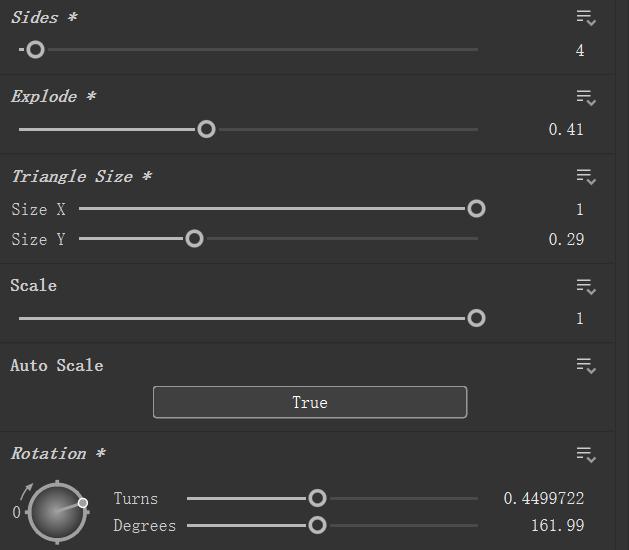 Sides *
4
Explode *
0.41
Triangle Size *
Size X 1
Size Y 0.29
Scale
1
Auto Scale
True
Rotation *
0 Turns 0.4499722
Degrees 161.99